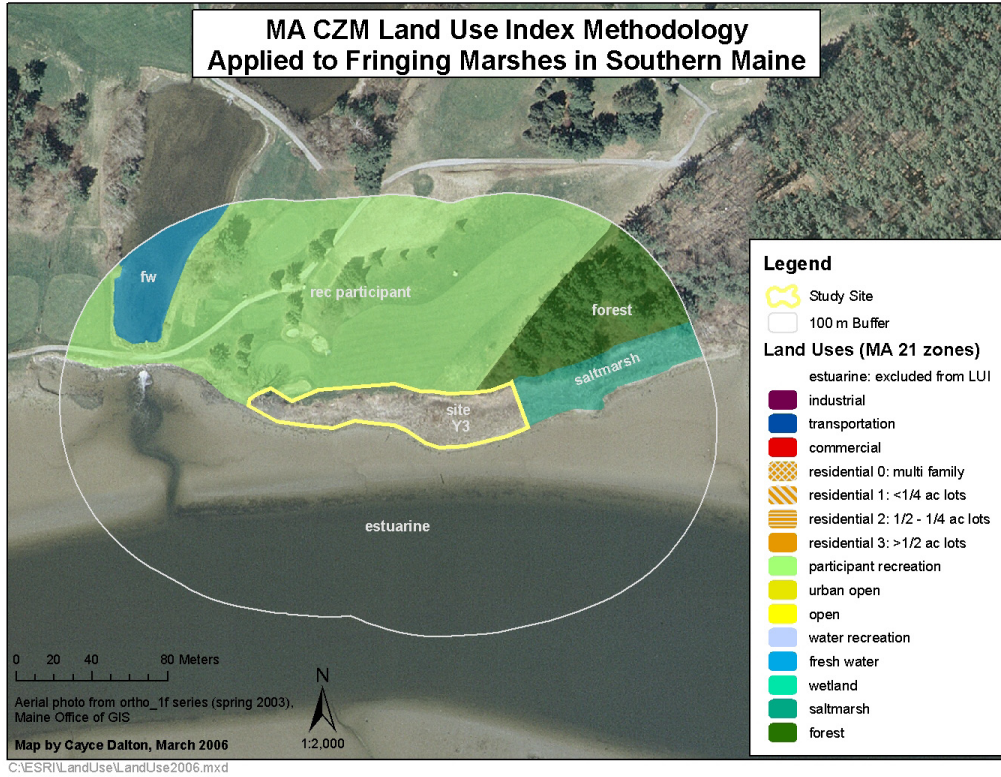 MA CZM Land Use Index Methodology
Applied to Fringing Marshes in Southern Maine
fw
rec participant
forest
saltmarsh
site
Y3
estuarine
Legend
Study Site
100 m Buffer
Land Uses (MA 21 zones)
estuarine: excluded from LUI
industrial
transportation
commercial
residential 0: multi family
residential 1: <1/4 ac lots
residential 2: 1/2 - 1/4 ac lots
residential 3: >1/2 ac lots
participant recreation
urban open
open
water recreation
fresh water
wetland
saltmarsh
forest
0 20 40 80 Meters
Aerial photo from ortho_1f series (spring 2003),
Maine Office of GIS
Map by Cayce Dalton, March 2006
N
1:2,000
C:\ESRI\LandUse\LandUse2006.mxd